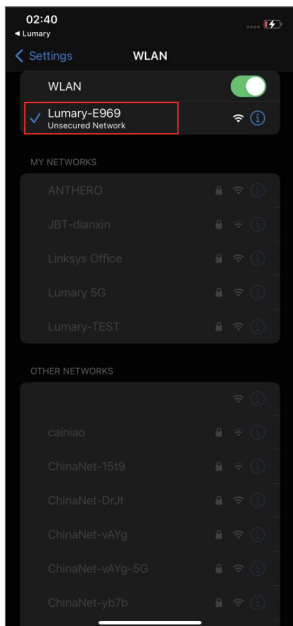 02:40
◀ Lumary
Settings
WLAN
WLAN
Lumary-E969
Unsecured Network
MY NETWORKS
ANTHERO
JBT-dianxin
Linksys Office
Lumary 5G
Lumary-TEST
OTHER NETWORKS
cainiao
ChinaNet-15t9
ChinaNet-DrJt
ChinaNet-vAYg
ChinaNet-vAYg-5G
ChinaNet-yb7b